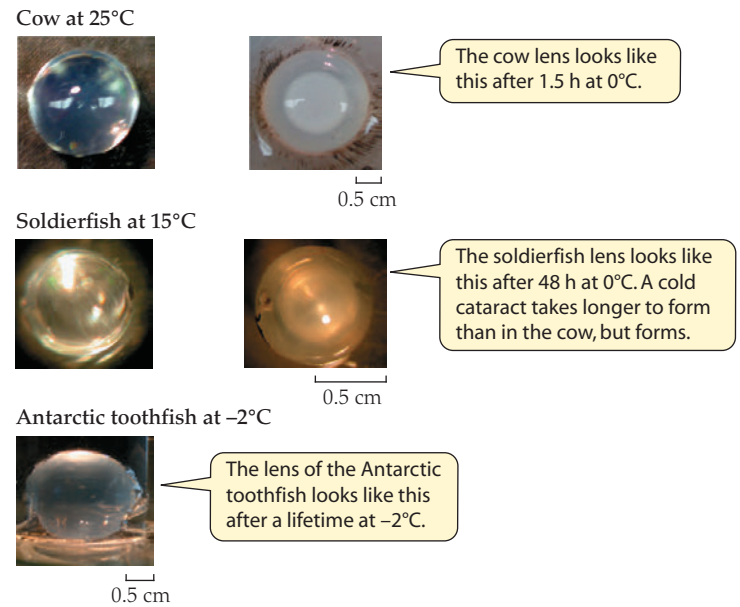 Cow at 25°C
The cow lens looks like
this after 1.5 h at 0°C.
0.5 cm
Soldierfish at 15°C
The soldierfish lens looks like
this after 48 h at 0°C. A cold
cataract takes longer to form
than in the cow, but forms.
0.5 cm
Antarctic toothfish at –2°C
The lens of the Antarctic
toothfish looks like this
after a lifetime at –2°C.
0.5 cm